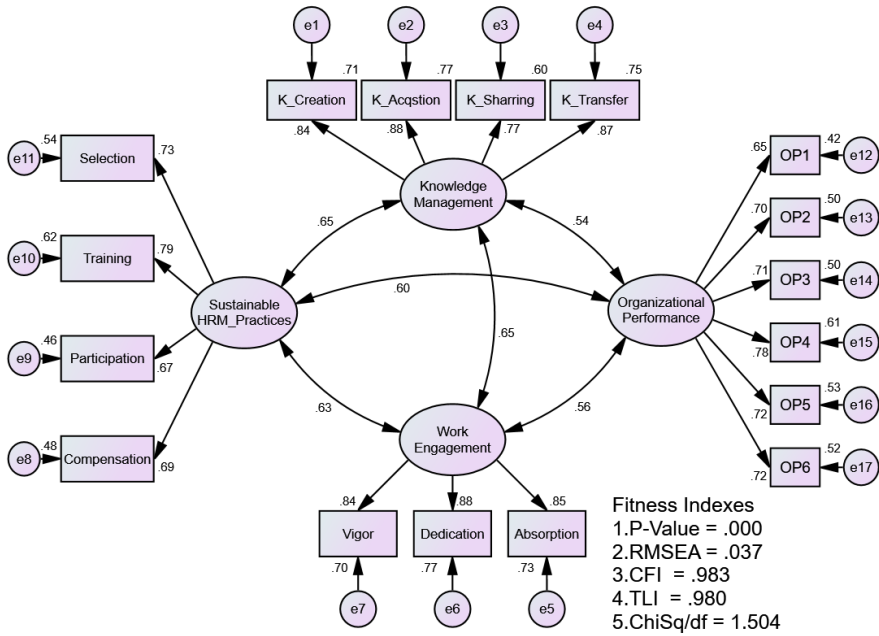 e1
e2
e3
e4
.71
.77
.60
.75
K_Creation
K_Acqstion
K_Sharring
K_Transfer
.84
.88
.77
.87
e11
.54
Selection
.73
e10
.62
Training
.79
e9
.46
Participation
.67
e8
.48
Compensation
.69
Knowledge
Management
Sustainable
HRM_Practices
Organizational
Performance
Work
Engagement
.65
.54
.60
.65
.63
.56
.65
OP1
.42
e12
.70
OP2
.50
e13
.71
OP3
.50
e14
.78
OP4
.61
e15
.72
OP5
.53
e16
.72
OP6
.52
e17
.84
.88
.85
Vigor
Dedication
Absorption
.70
.77
.73
e7
e6
e5
Fitness Indexes
1.P-Value = .000
2.RMSEA = .037
3.CFI = .983
4.TLI = .980
5.ChiSq/df = 1.504